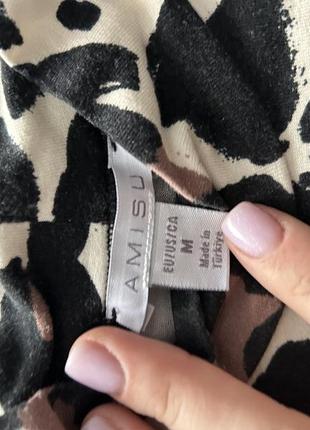 AMISU
EU/US/CA
M
Made in
Türkiye